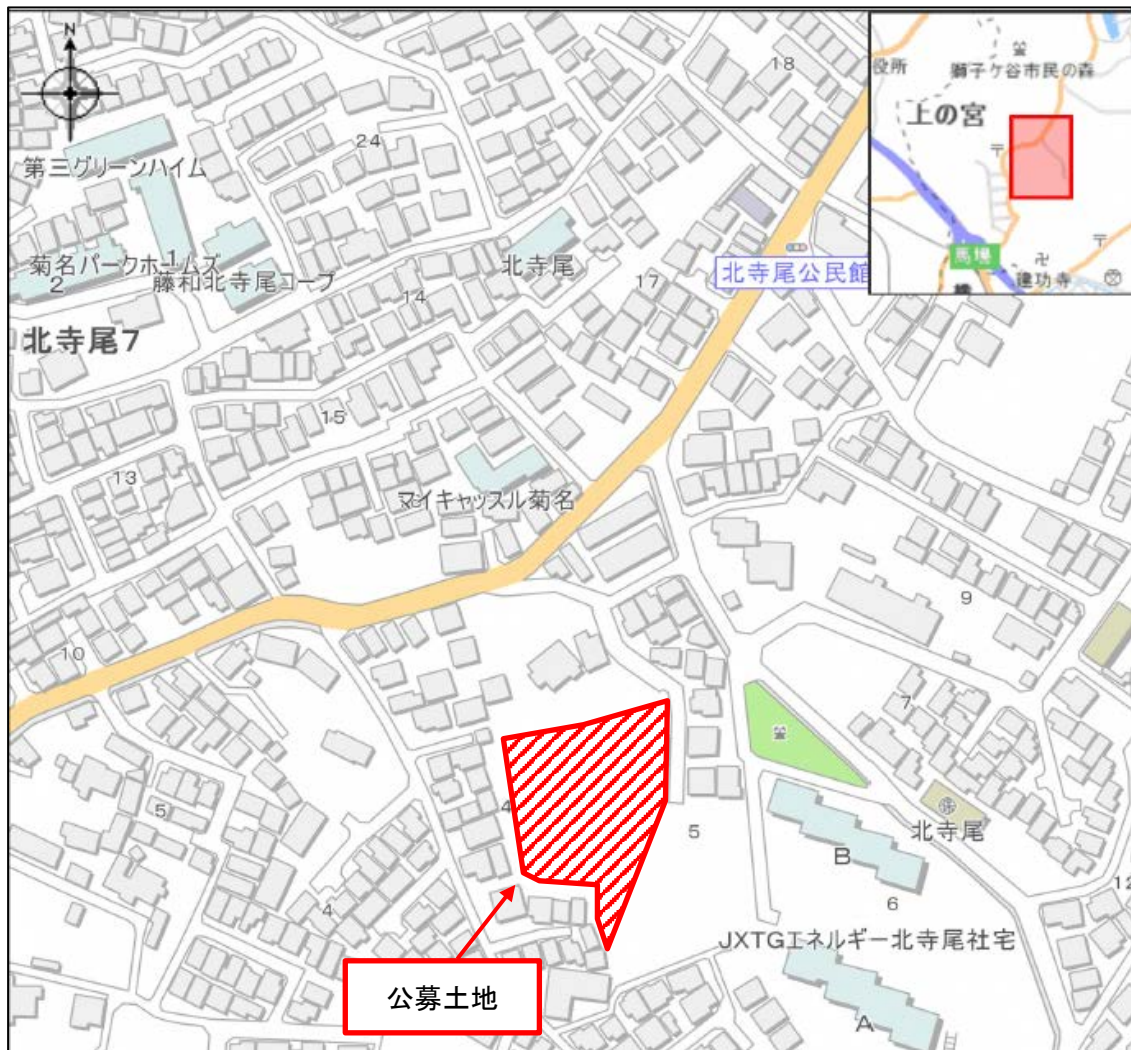 N
18
役所
獅子ケ谷市民の森
上の宮
馬場
建功寺
24
第三グリーンハイム
菊名パークホームズ
1
2
藤和北寺尾コープ
北寺尾
14
17
北寺尾公民館
北寺尾7
15
13
マイキャッスル菊名
9
10
7
4
5
5
北寺尾
B
12
4
6
JXTGエネルギー北寺尾社宅
公募土地
A